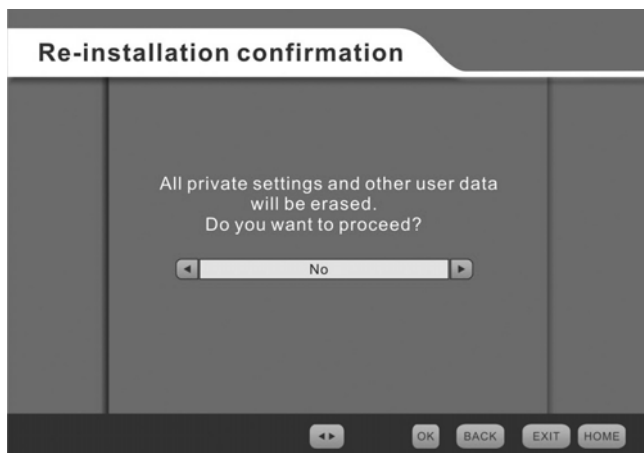 Re-installation confirmation
All private settings and other user data
will be erased.
Do you want to proceed?
No
OK BACK EXIT HOME